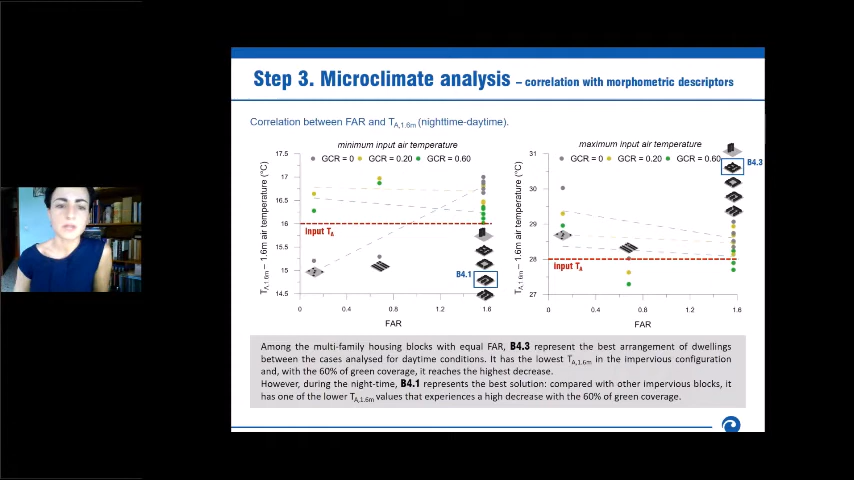 Step 3. Microclimate analysis – correlation with morphometric descriptors
Correlation between FAR and TA,1.6m (nighttime-daytime).
minimum input air temperature
GCR = 0 GCR = 0.20 GCR = 0.60
TA,1.6m – 1.6m air temperature (°C)
17.5
17
16.5
16
15.5
15
14.5
input TA
B4.1
0 0.4 0.8 1.2 1.6
FAR
maximum input air temperature
GCR = 0 GCR = 0.20 GCR = 0.60
B4.3
TA,1.6m – 1.6m air temperature (°C)
31
30
29
28
27
input TA
0 0.4 0.8 1.2 1.6
FAR
Among the multi-family housing blocks with equal FAR, B4.3 represent the best arrangement of dwellings
between the cases analysed for daytime conditions. It has the lowest TA,1.6m in the impervious configuration
and, with the 60% of green coverage, it reaches the highest decrease.
However, during the night-time, B4.1 represents the best solution: compared with other impervious blocks, it
has one of the lower TA,1.6m values that experiences a high decrease with the 60% of green coverage.